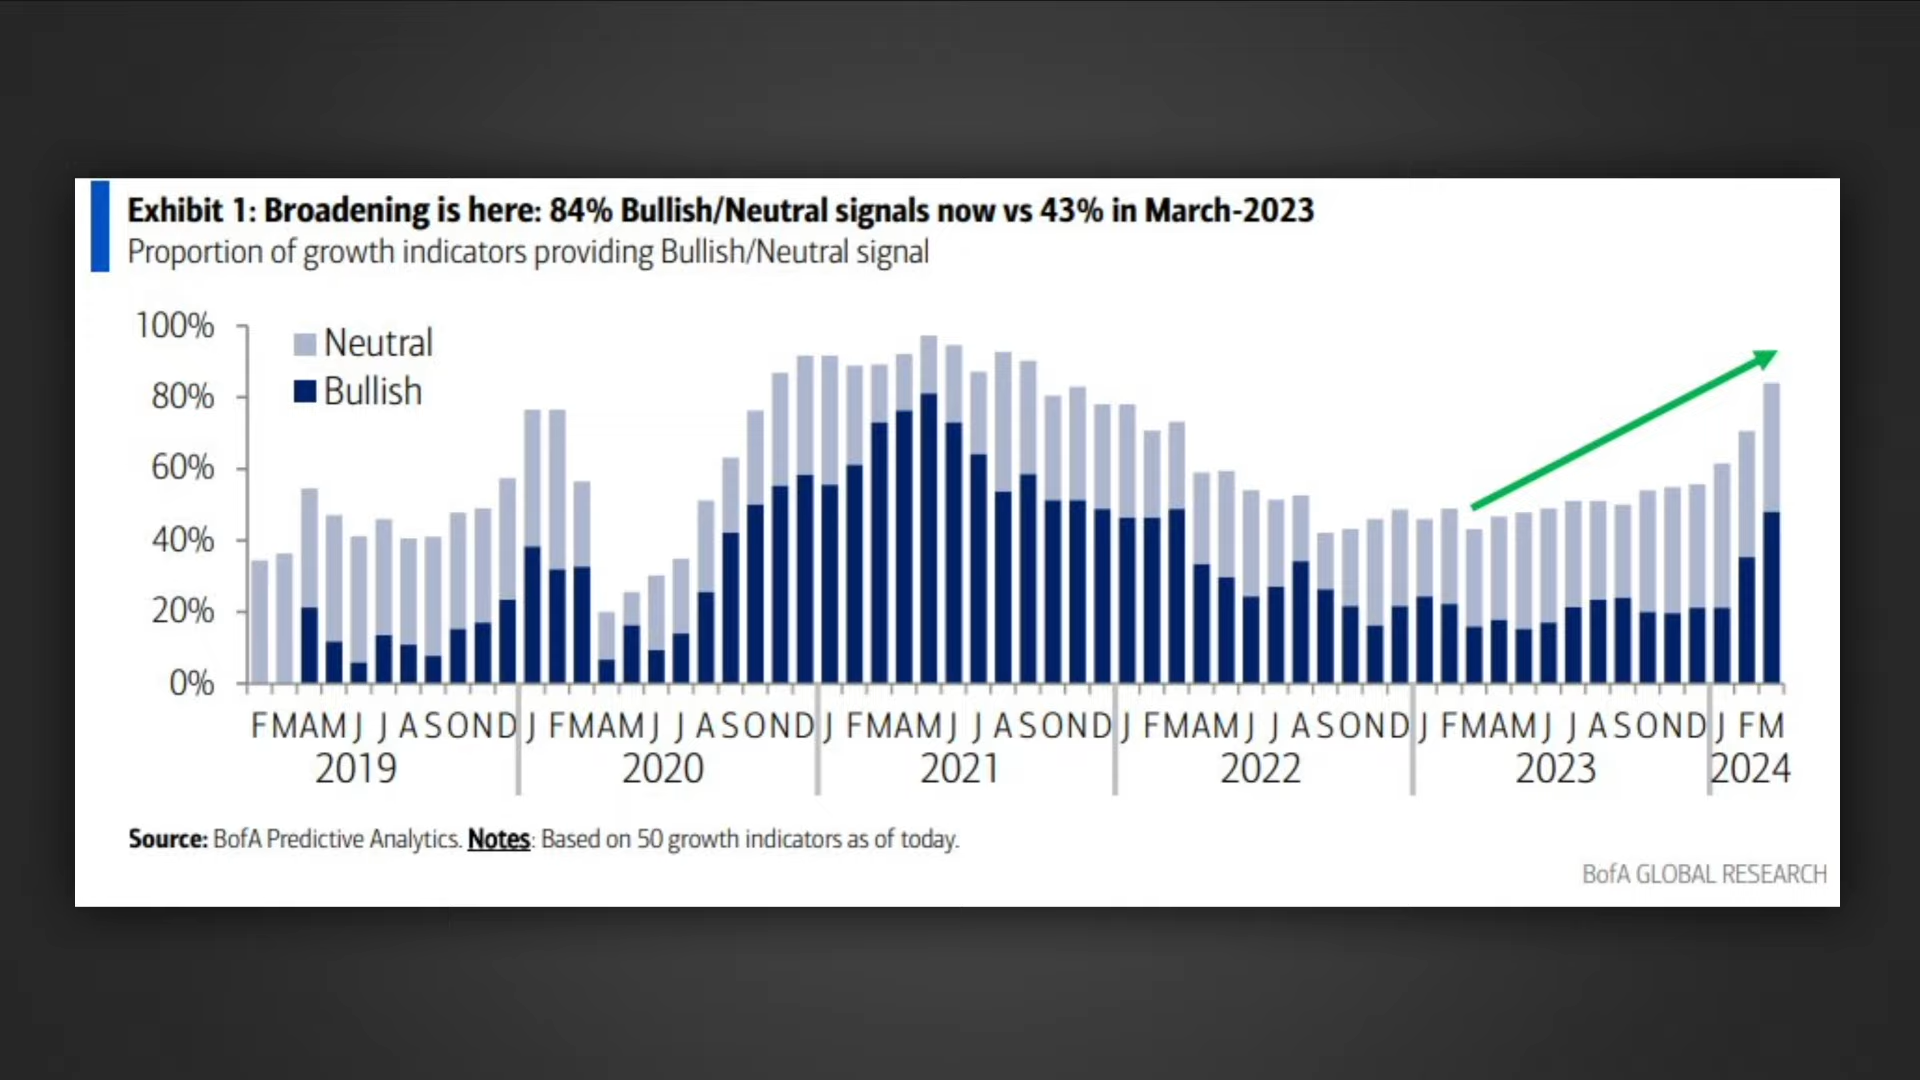 Exhibit 1: Broadening is here: 84% Bullish/Neutral signals now vs 43% in March-2023
Proportion of growth indicators providing Bullish/Neutral signal
100%
80%
60%
40%
20%
0%
Neutral
Bullish
F M A M J J A S O N D J F M A M J J A S O N D J F M A M J J A S O N D J F M A M J J A S O N D J F M A M J J A S O N D J F M
2019 2020 2021 2022 2023 2024
Source: BofA Predictive Analytics. Notes: Based on 50 growth indicators as of today.
BofA GLOBAL RESEARCH